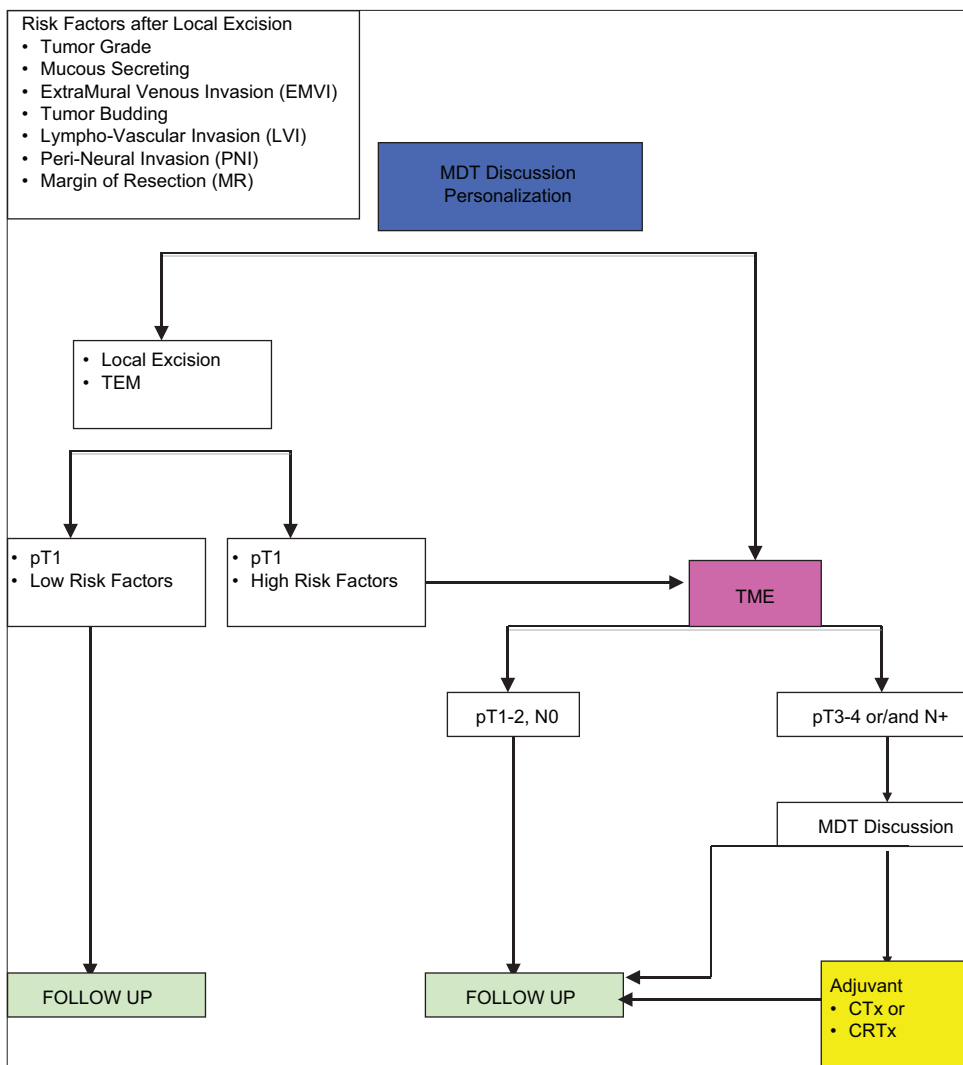 Risk Factors after Local Excision
• Tumor Grade
• Mucous Secreting
• ExtraMural Venous Invasion (EMVI)
• Tumor Budding
• Lympho-Vascular Invasion (LVI)
• Peri-Neural Invasion (PNI)
• Margin of Resection (MR)
MDT Discussion
Personalization
• Local Excision
• TEM
• pT1
• Low Risk Factors
• pT1
• High Risk Factors
TME
pT1-2, N0
pT3-4 or/and N+
MDT Discussion
FOLLOW UP
FOLLOW UP
Adjuvant
• CTx or
• CRTx